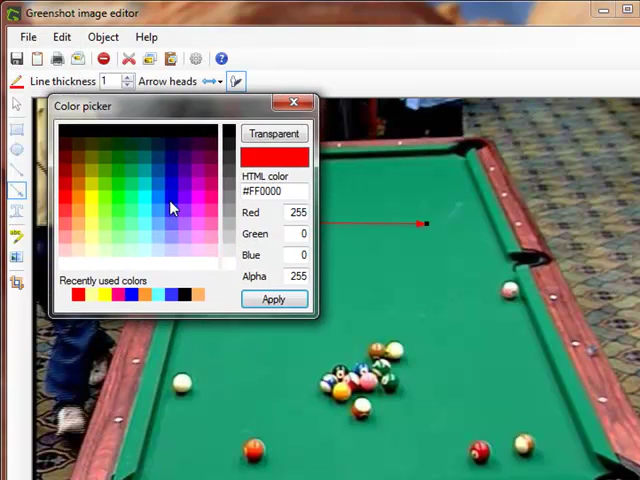 Greenshot image editor
File Edit Object Help
Line thickness 1 Arrow heads
Color picker
Transparent
HTML color
#FF0000
Red 255
Green 0
Blue 0
Alpha 255
Recently used colors
Apply